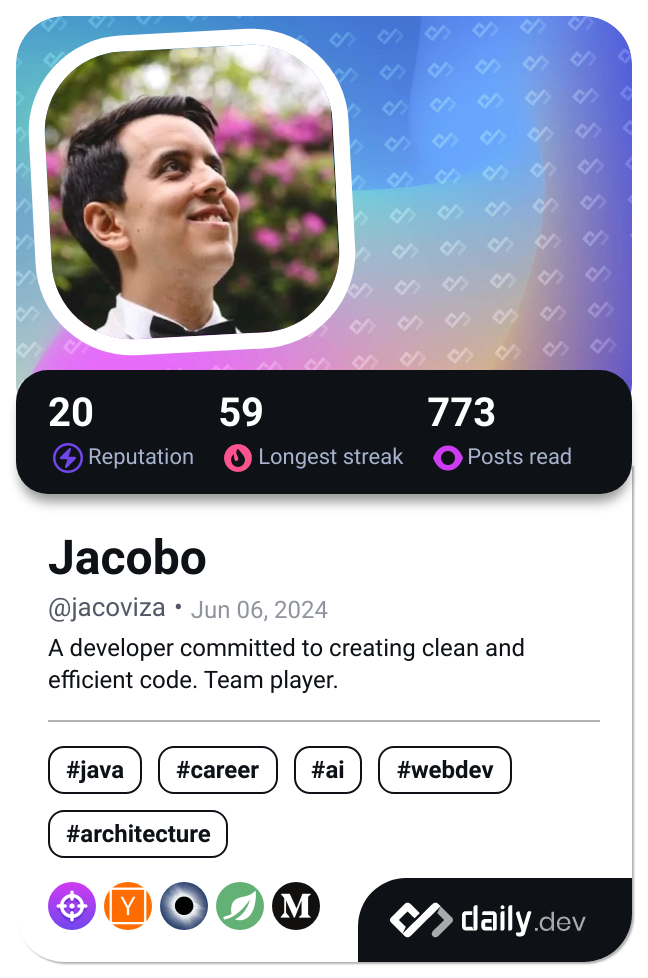 20 59 773
Reputation Longest streak Posts read
Jacobo
@jacoviza • Jun 06, 2024
A developer committed to creating clean and
efficient code. Team player.
#java #career #ai #webdev
#architecture
Y M daily.dev